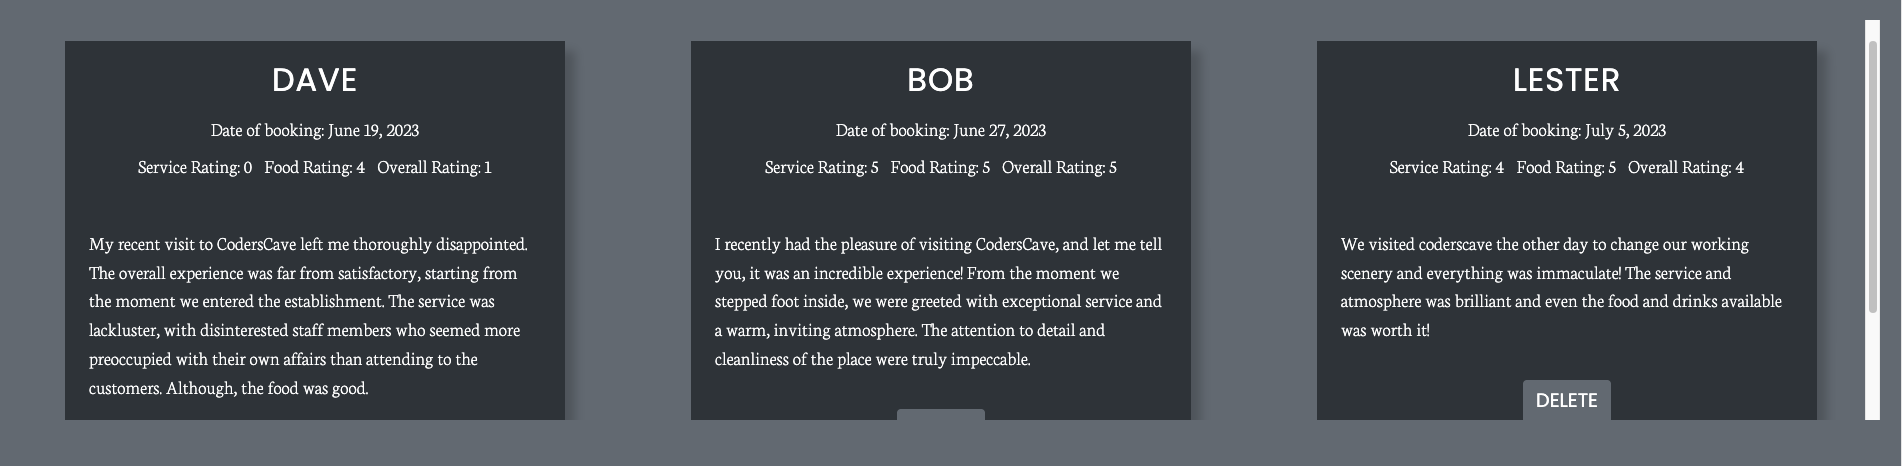 DAVE
Date of booking: June 19, 2023
Service Rating: 0 Food Rating: 4 Overall Rating: 1
My recent visit to CodersCave left me thoroughly disappointed.
The overall experience was far from satisfactory, starting from
the moment we entered the establishment. The service was
lackluster, with disinterested staff members who seemed more
preoccupied with their own affairs than attending to the
customers. Although, the food was good.
BOB
Date of booking: June 27, 2023
Service Rating: 5 Food Rating: 5 Overall Rating: 5
I recently had the pleasure of visiting CodersCave, and let me tell
you, it was an incredible experience! From the moment we
stepped foot inside, we were greeted with exceptional service and
a warm, inviting atmosphere. The attention to detail and
cleanliness of the place were truly impeccable.
LESTER
Date of booking: July 5, 2023
Service Rating: 4 Food Rating: 5 Overall Rating: 4
We visited coderscave the other day to change our working
scenery and everything was immaculate! The service and
atmosphere was brilliant and even the food and drinks available
was worth it!
DELETE